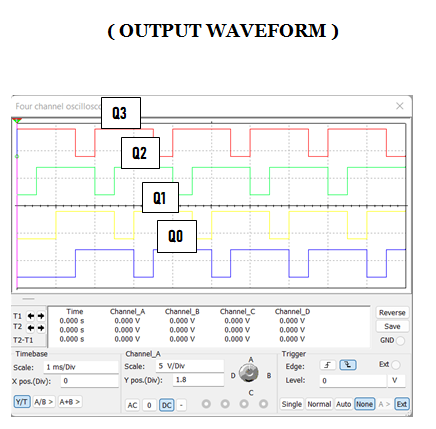 ( OUTPUT WAVEFORM )
Four channel oscillosc
Q3
Q2
Q1
Q0
Time Channel_A Channel_B Channel_C Channel_D
T1 0.000 s 0.000 V 0.000 V 0.000 V 0.000 V
T2 0.000 s 0.000 V 0.000 V 0.000 V 0.000 V
T2-T1 0.000 s 0.000 V 0.000 V 0.000 V 0.000 V
Reverse
Save
GND
Timebase
Scale: 1 ms/Div
X pos.(Div): 0
Y/T A/B > A+B >
Channel_A
Scale: 5 V/Div
Y pos.(Div): 1.8
AC 0 DC -
A
B
C
D
Trigger
Edge: Ext
Level: 0 V
Single Normal Auto None A > Ext